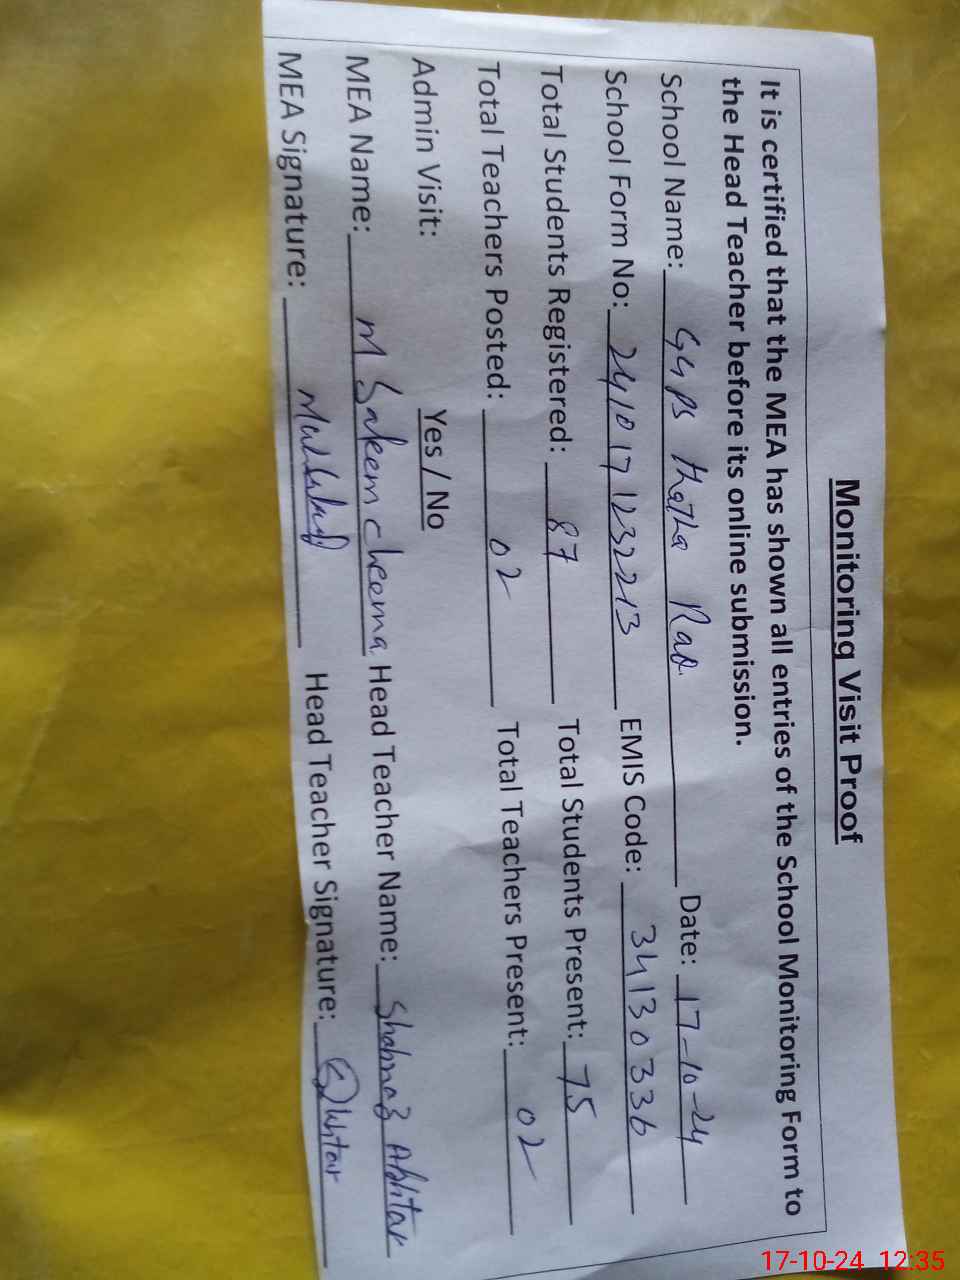 Monitoring Visit Proof
It is certified that the MEA has shown all entries of the School Monitoring Form to
the Head Teacher before its online submission.
School Name: GGPS Thatha Rad Date: 17-10-24
School Form No: 2410171232213 EMIS Code: 34130336
Total Students Registered: 87 Total Students Present: 75
Total Teachers Posted: 02 Total Teachers Present: 02
Admin Visit: Yes / No
MEA Name: M Saleem cheema Head Teacher Name: Shahnaz Akhtar
MEA Signature: Head Teacher Signature: Akhtar
17-10-24 12:35